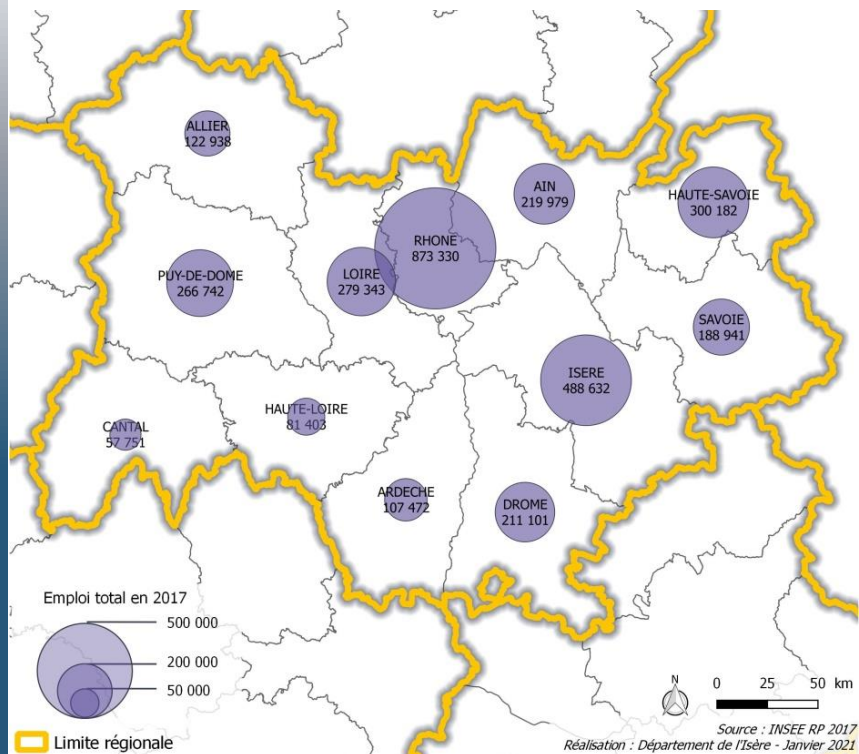 ALLIER
122 938
AIN
219 979
HAUTE-SAVOIE
300 182
RHONE
873 330
PUY-DE-DOME
266 742
LOIRE
279 343
SAVOIE
188 941
ISERE
488 632
HAUTE-LOIRE
81 403
CANTAL
57 751
ARDECHE
107 472
DROME
211 101
Emploi total en 2017
500 000
200 000
50 000
Limite régionale
N
0 25 50 km
Source : INSEE RP 2017
Réalisation : Département de l'Isère - Janvier 2021